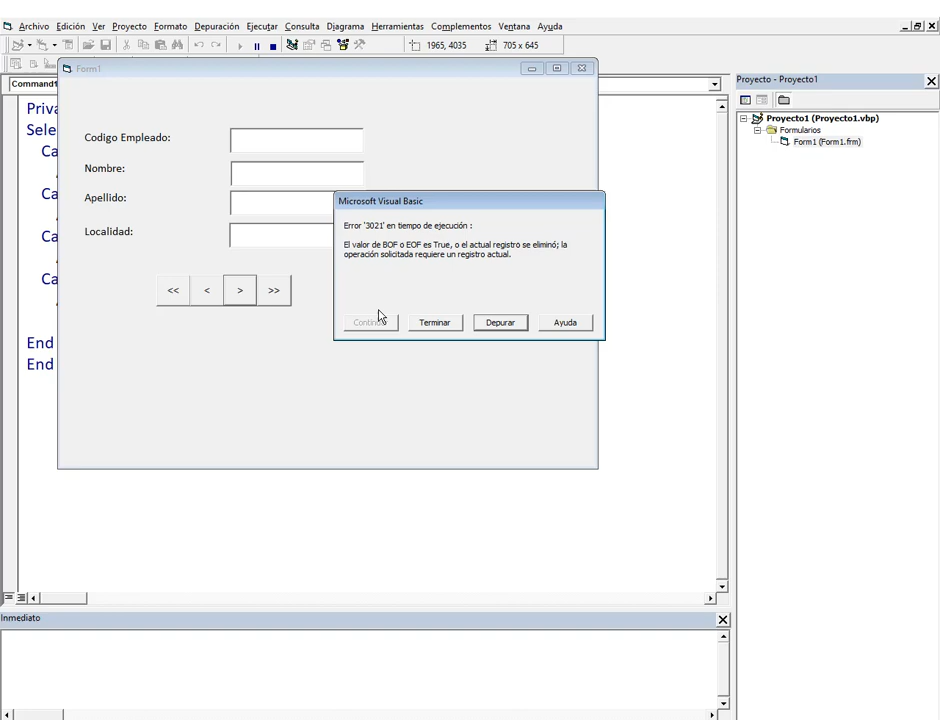 Archivo Edición Ver Proyecto Formato Depuración Ejecutar Consulta Diagrama Herramientas Complementos Ventana Ayuda
1965, 4035 705 x 645
Form1
Command1
Proyecto - Proyecto1
Proyecto1 (Proyecto1.vbp)
Formularios
Form1 (Form1.frm)
Priva
Sele
Ca
Ca
Ca
Ca
End
End
Codigo Empleado:
Nombre:
Apellido:
Localidad:
<< < > >>
Microsoft Visual Basic
Error '3021' en tiempo de ejecución :
El valor de BOF o EOF es True, o el actual registro se eliminó; la
operación solicitada requiere un registro actual.
Terminar Depurar Ayuda
Inmediato